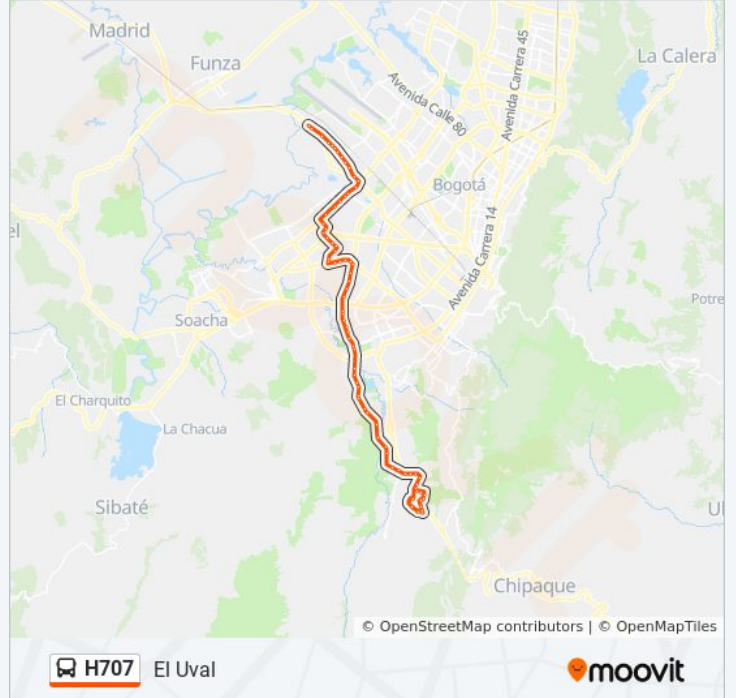 Madrid
Funza
La Calera
Avenida Calle 80
Avenida Carrera 45
Bogotá
el
Avenida Carrera 14
Potre
Soacha
El Charquito
La Chacua
Sibaté
Ul
Chipaque
© OpenStreetMap contributors | © OpenMapTiles
H707 El Uval
moovit